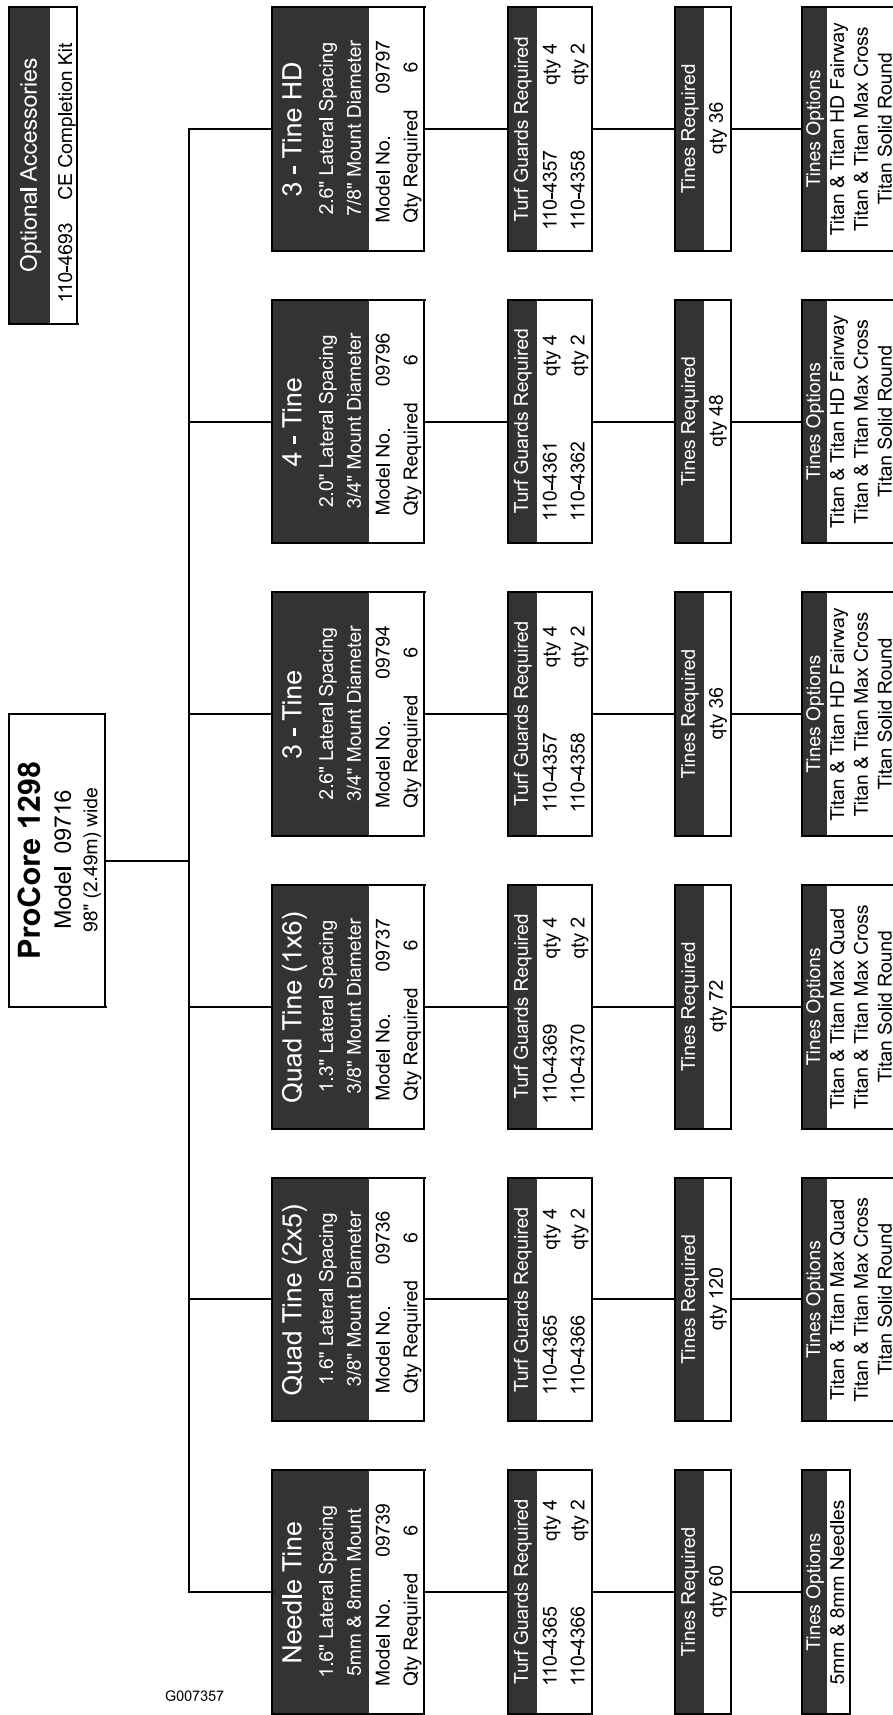 ProCore 1298
Model 09716
98" (2.49m) wide
Optional Accessories
110-4693 CE Completion Kit
Needle Tine
1.6" Lateral Spacing
5mm & 8mm Mount
Model No. 09739
Qty Required 6
Turf Guards Required
110-4365 qty 4
110-4366 qty 2
Tines Required
qty 60
Tines Options
5mm & 8mm Needles
Quad Tine (2x5)
1.6" Lateral Spacing
3/8" Mount Diameter
Model No. 09736
Qty Required 6
Turf Guards Required
110-4365 qty 4
110-4366 qty 2
Tines Required
qty 120
Tines Options
Titan & Titan Max Quad
Titan & Titan Max Cross
Titan Solid Round
Quad Tine (1x6)
1.3" Lateral Spacing
3/8" Mount Diameter
Model No. 09737
Qty Required 6
Turf Guards Required
110-4369 qty 4
110-4370 qty 2
Tines Required
qty 72
Tines Options
Titan & Titan Max Quad
Titan & Titan Max Cross
Titan Solid Round
3 - Tine
2.6" Lateral Spacing
3/4" Mount Diameter
Model No. 09794
Qty Required 6
Turf Guards Required
110-4357 qty 4
110-4358 qty 2
Tines Required
qty 36
Tines Options
Titan & Titan HD Fairway
Titan & Titan Max Cross
Titan Solid Round
4 - Tine
2.0" Lateral Spacing
3/4" Mount Diameter
Model No. 09796
Qty Required 6
Turf Guards Required
110-4361 qty 4
110-4362 qty 2
Tines Required
qty 48
Tines Options
Titan & Titan HD Fairway
Titan & Titan Max Cross
Titan Solid Round
3 - Tine HD
2.6" Lateral Spacing
7/8" Mount Diameter
Model No. 09797
Qty Required 6
Turf Guards Required
110-4357 qty 4
110-4358 qty 2
Tines Required
qty 36
Tines Options
Titan & Titan HD Fairway
Titan & Titan Max Cross
Titan Solid Round
G007357